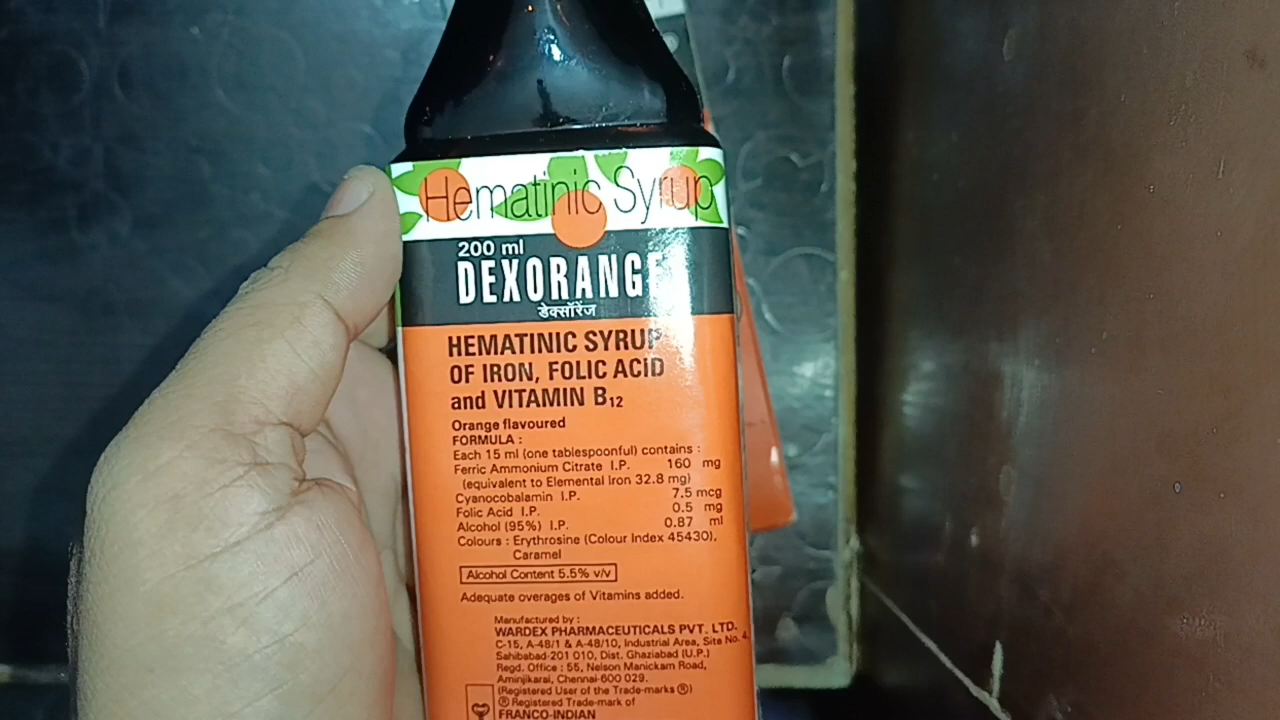 Hematinic Syrup
200 ml
DEXORANGE
डेक्सॉरेंज
HEMATINIC SYRUP
OF IRON, FOLIC ACID
and VITAMIN B₁₂
Orange flavoured
FORMULA :
Each 15 ml (one tablespoonful) contains :
Ferric Ammonium Citrate I.P. 160 mg
(equivalent to Elemental Iron 32.8 mg)
Cyanocobalamin I.P. 7.5 mcg
Folic Acid I.P. 0.5 mg
Alcohol (95%) I.P. 0.87 ml
Colours : Erythrosine (Colour Index 45430),
Caramel
Alcohol Content 5.5% v/v
Adequate overages of Vitamins added.
Manufactured by :
WARDEX PHARMACEUTICALS PVT. LTD.
C-15, A-48/1 & A-48/10, Industrial Area, Site No. 4,
Sahibabad-201 010, Dist. Ghaziabad (U.P.)
Regd. Office : 55, Nelson Manickam Road,
Aminjikarai, Chennai-600 029.
(Registered User of the Trade-marks ®)
® Registered Trade-mark of
FRANCO-INDIAN